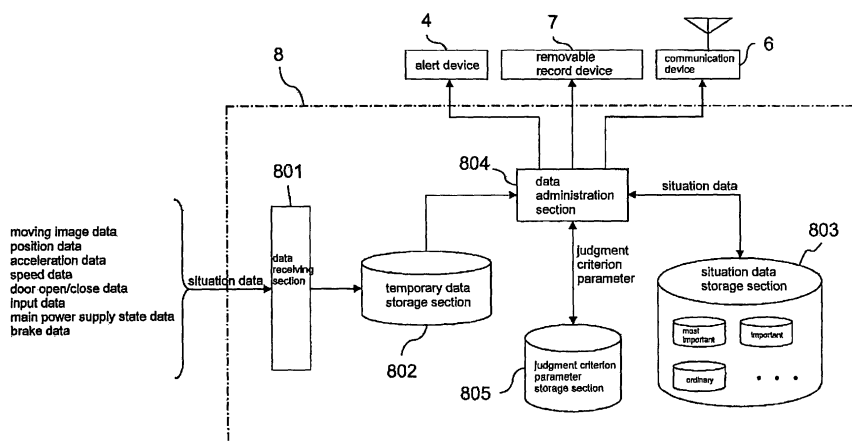 4
7
6
alert device
removable
record device
communication
device
8
804
data
administration
section
situation data
801
moving image data
position data
acceleration data
speed data
door open/close data
input data
main power supply state data
brake data
situation data
data
receiving
section
temporary data
storage section
802
judgment
criterion
parameter
803
situation data
storage section
most
important
important
ordinary
• • •
judgment criterion
parameter
storage section
805